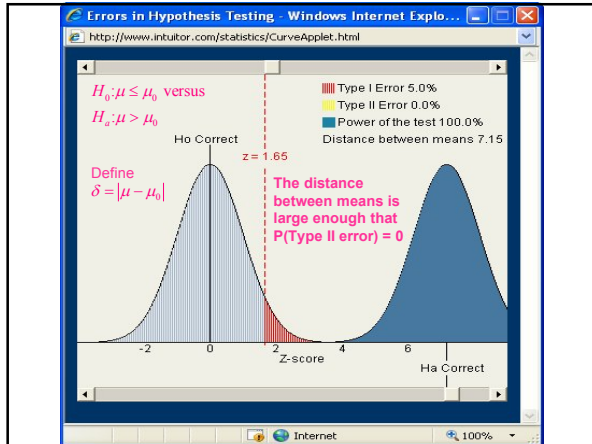 Errors in Hypothesis Testing - Windows Internet Explo...
http://www.intuitor.com/statistics/CurveApplet.html
H₀:μ ≤ μ₀ versus
Hₐ:μ > μ₀
Type I Error 5.0%
Type II Error 0.0%
Power of the test 100.0%
Distance between means 7.15
Ho Correct
z = 1.65
Define
δ = |μ − μ₀|
The distance
between means is
large enough that
P(Type II error) = 0
-2 0 2 4 6
Z-score
Ha Correct
Internet
100%